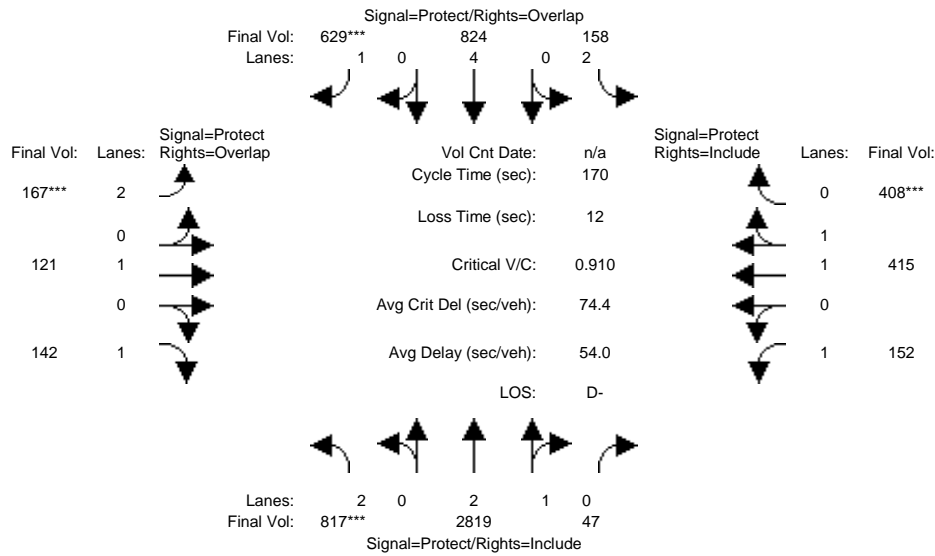 Signal=Protect/Rights=Overlap
Final Vol: 629*** 824 158
Lanes: 1 0 4 0 2
Signal=Protect
Final Vol: Lanes: Rights=Overlap
Vol Cnt Date: n/a
Signal=Protect
Rights=Include Lanes: Final Vol:
Cycle Time (sec): 170
167*** 2
0 408***
Loss Time (sec): 12
0
1
121 1
Critical V/C: 0.910
1 415
0
Avg Crit Del (sec/veh): 74.4
0
142 1
Avg Delay (sec/veh): 54.0
1 152
LOS: D-
Lanes: 2 0 2 1 0
Final Vol: 817*** 2819 47
Signal=Protect/Rights=Include